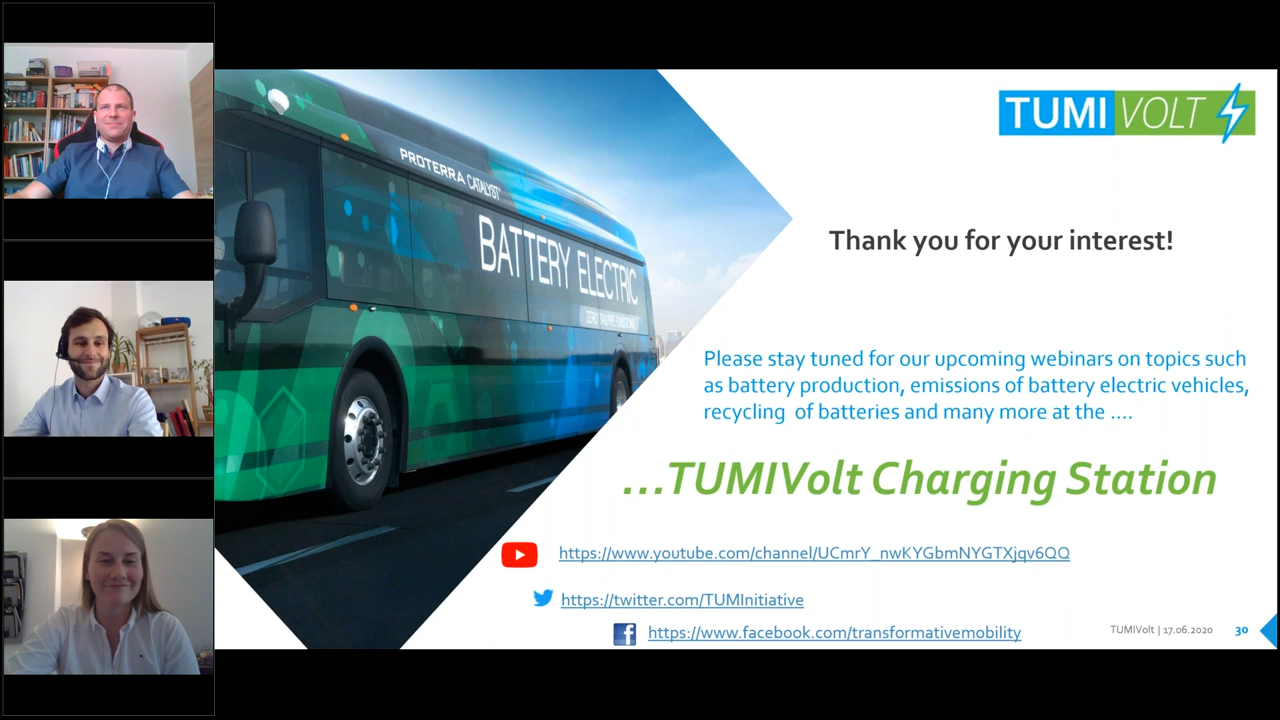 PROTERRA CATALYST
BATTERY ELECTRIC
ZERO TAILPIPE EMISSIONS
TUMIVOLT
Thank you for your interest!
Please stay tuned for our upcoming webinars on topics such
as battery production, emissions of battery electric vehicles,
recycling of batteries and many more at the ....
...TUMIVolt Charging Station
https://www.youtube.com/channel/UCmrY_nwKYGbmNYGTXjqv6QQ
https://twitter.com/TUMInitiative
https://www.facebook.com/transformativemobility
TUMIVolt | 17.06.2020 30